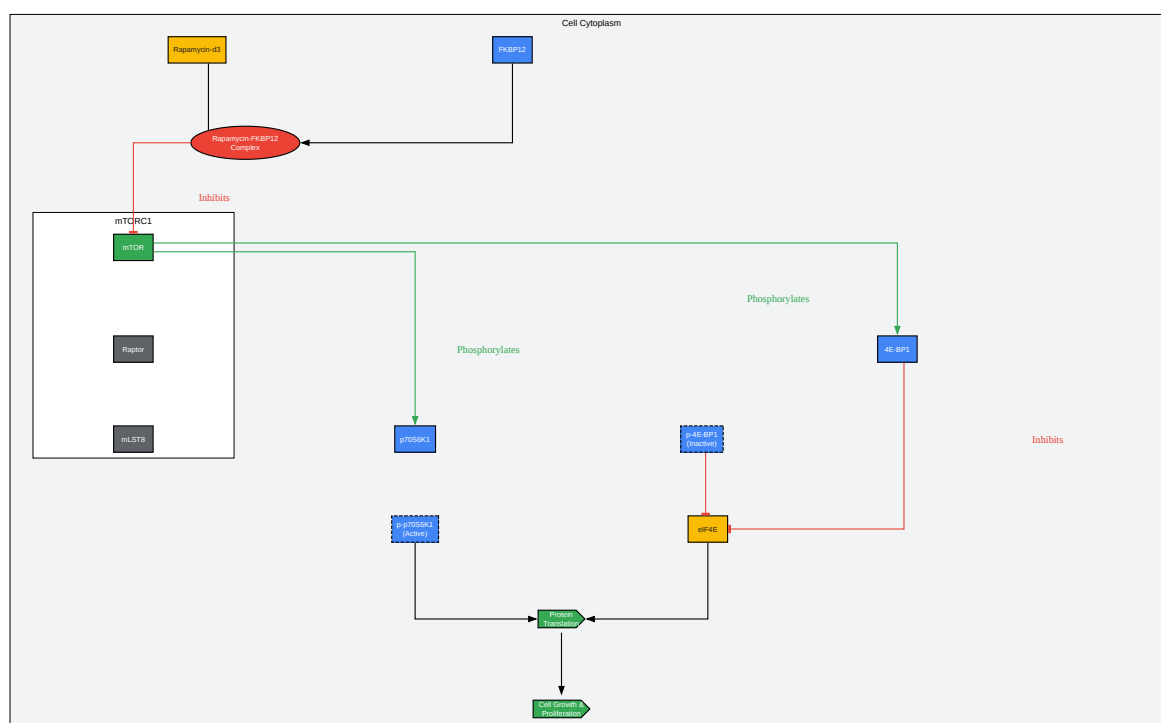 Cell Cytoplasm
Rapamycin-d3
FKBP12
Rapamycin-FKBP12
Complex
Inhibits
mTORC1
mTOR
Phosphorylates
Phosphorylates
Raptor
4E-BP1
mLST8
p70S6K1
p-4E-BP1
(Inactive)
Inhibits
p-p70S6K1
(Active)
eIF4E
Protein
Translation
Cell Growth &
Proliferation